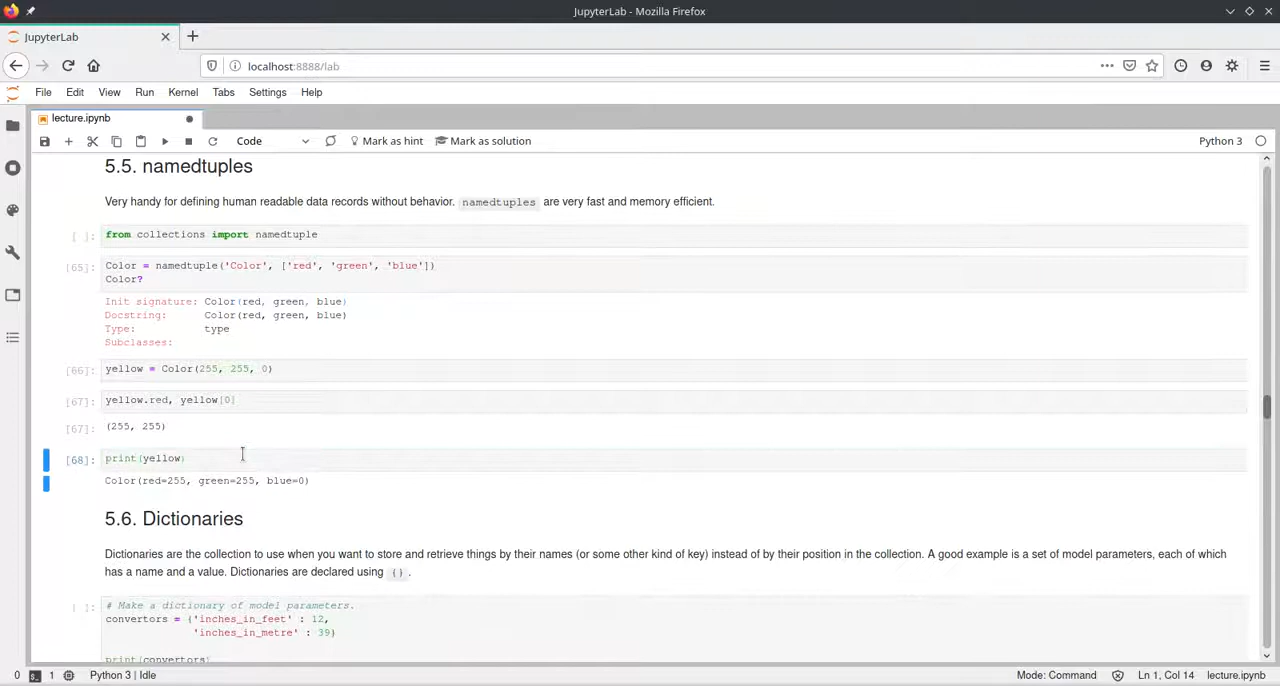 JupyterLab - Mozilla Firefox
JupyterLab
localhost:8888/lab
File Edit View Run Kernel Tabs Settings Help
lecture.ipynb
Code Mark as hint Mark as solution Python 3
5.5. namedtuples
Very handy for defining human readable data records without behavior. namedtuples are very fast and memory efficient.
[ ]: from collections import namedtuple
[65]: Color = namedtuple('Color', ['red', 'green', 'blue'])
Color?
Init signature: Color(red, green, blue)
Docstring: Color(red, green, blue)
Type: type
Subclasses:
[66]: yellow = Color(255, 255, 0)
[67]: yellow.red, yellow[0]
[67]: (255, 255)
[68]: print(yellow)
Color(red=255, green=255, blue=0)
5.6. Dictionaries
Dictionaries are the collection to use when you want to store and retrieve things by their names (or some other kind of key) instead of by their position in the collection. A good example is a set of model parameters, each of which
has a name and a value. Dictionaries are declared using {}.
[ ]: # Make a dictionary of model parameters.
convertors = {'inches_in_feet' : 12,
'inches_in_metre' : 39}
print(convertors)
0 1 Python 3 | Idle Mode: Command Ln 1, Col 14 lecture.ipynb